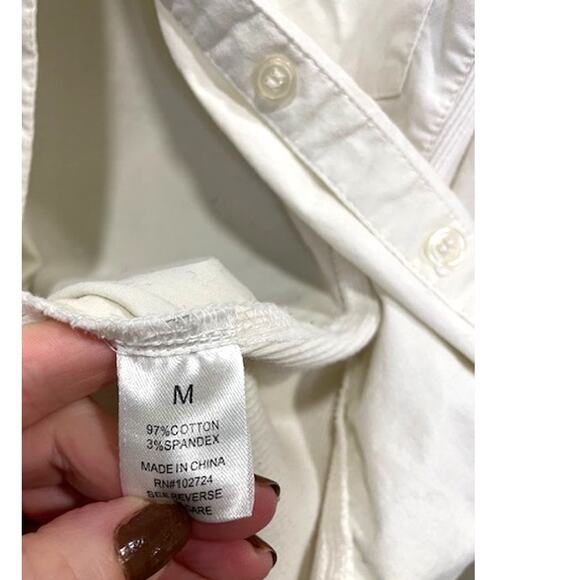 M
97%COTTON
3%SPANDEX
MADE IN CHINA
RN#102724
SEE REVERSE